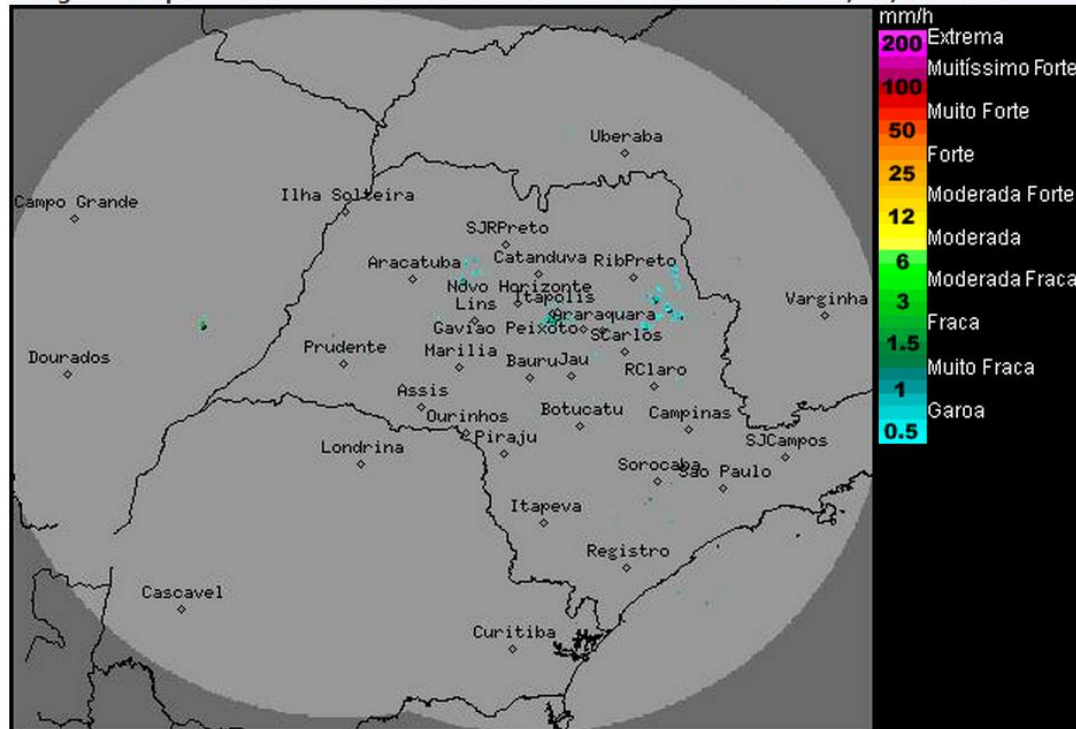 mm/h
200 Extrema
Muitíssimo Forte
100
Muito Forte
50
Forte
25
Moderada Forte
12
Moderada
6
Moderada Fraca
3
Fraca
1.5
Muito Fraca
1
Garoa
0.5
Uberaba
Campo Grande
Ilha Solteira
SJRPreto
Catanduva
Aracatuba
RibPreto
Novo Horizonte
Itapolis
Lins
Araraquara
Varginha
Gaviao Peixoto
SCarlos
Dourados
Prudente
Marilia
Bauru
Jau
RClaro
Assis
Ourinhos
Botucatu
Campinas
Piraju
Londrina
SJCampos
Sorocaba
Sao Paulo
Itapeva
Registro
Cascavel
Curitiba